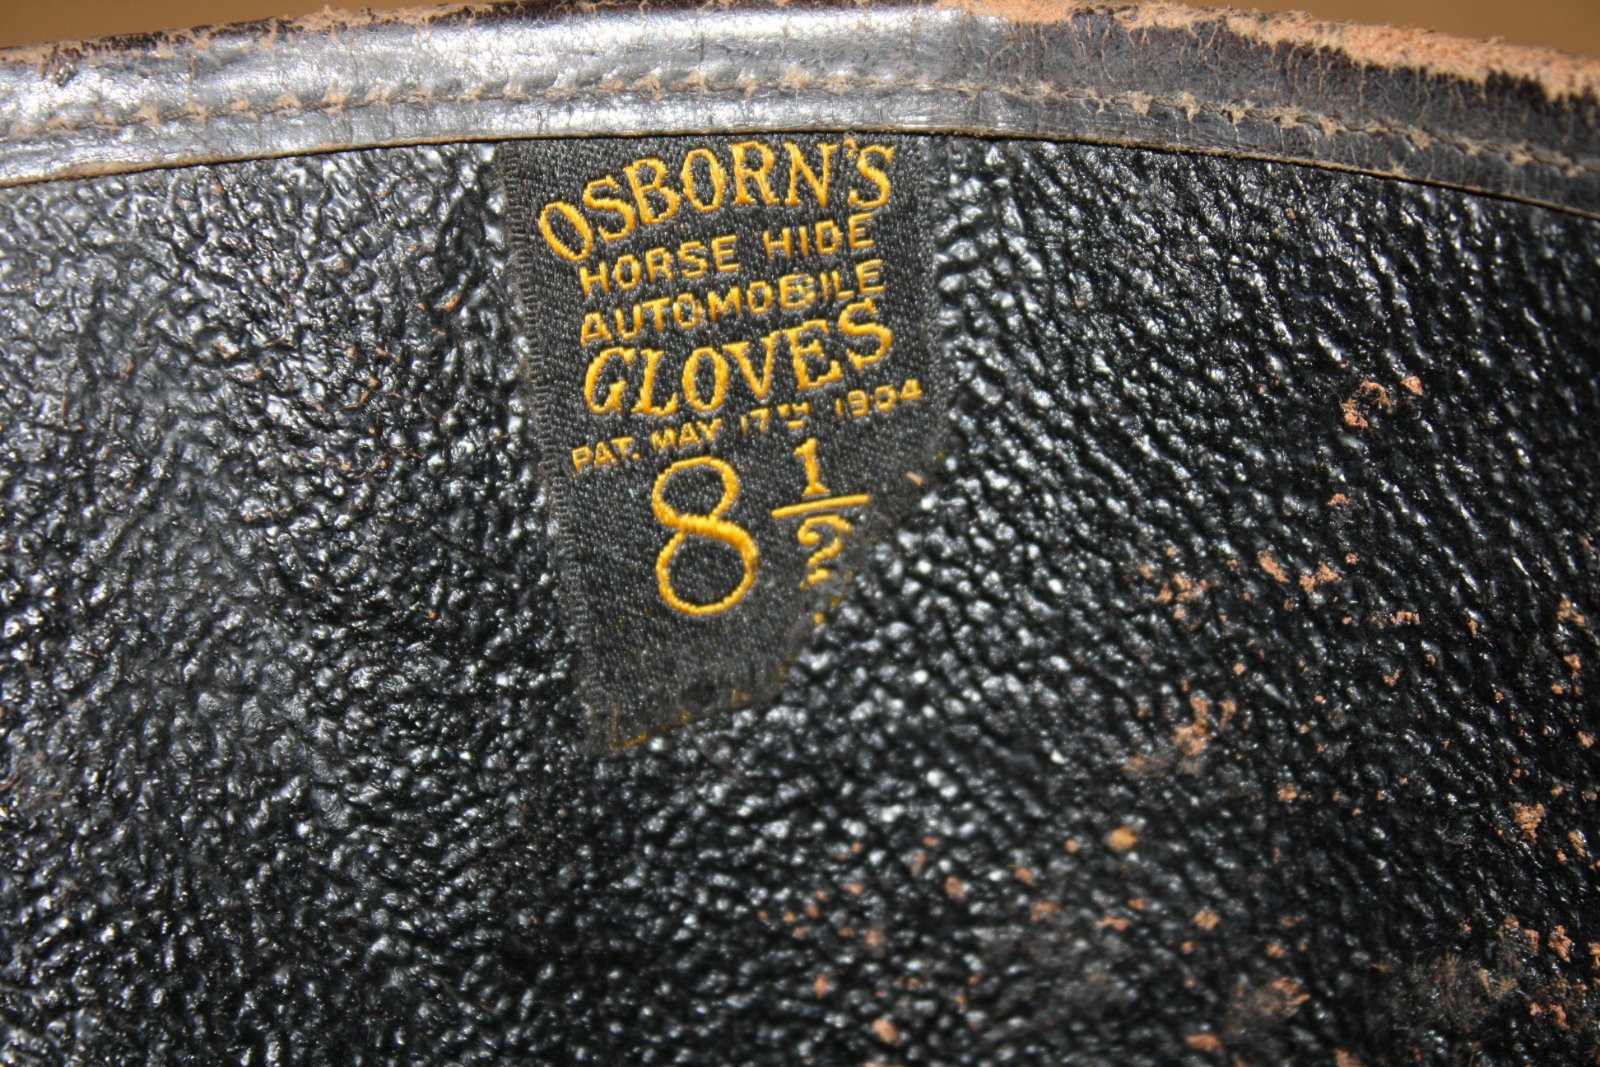 OSBORN'S
HORSE HIDE
AUTOMOBILE
GLOVES
PAT. MAY 17TH 1904
8 1/2